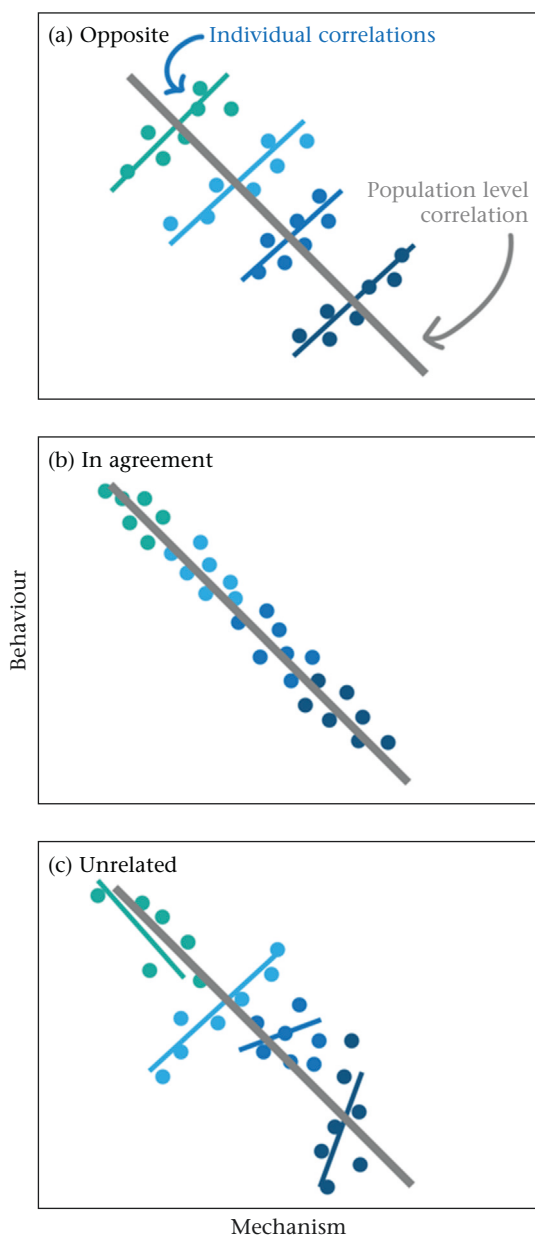 (a) Opposite
Individual correlations
Population level
correlation
(b) In agreement
Behaviour
(c) Unrelated
Mechanism